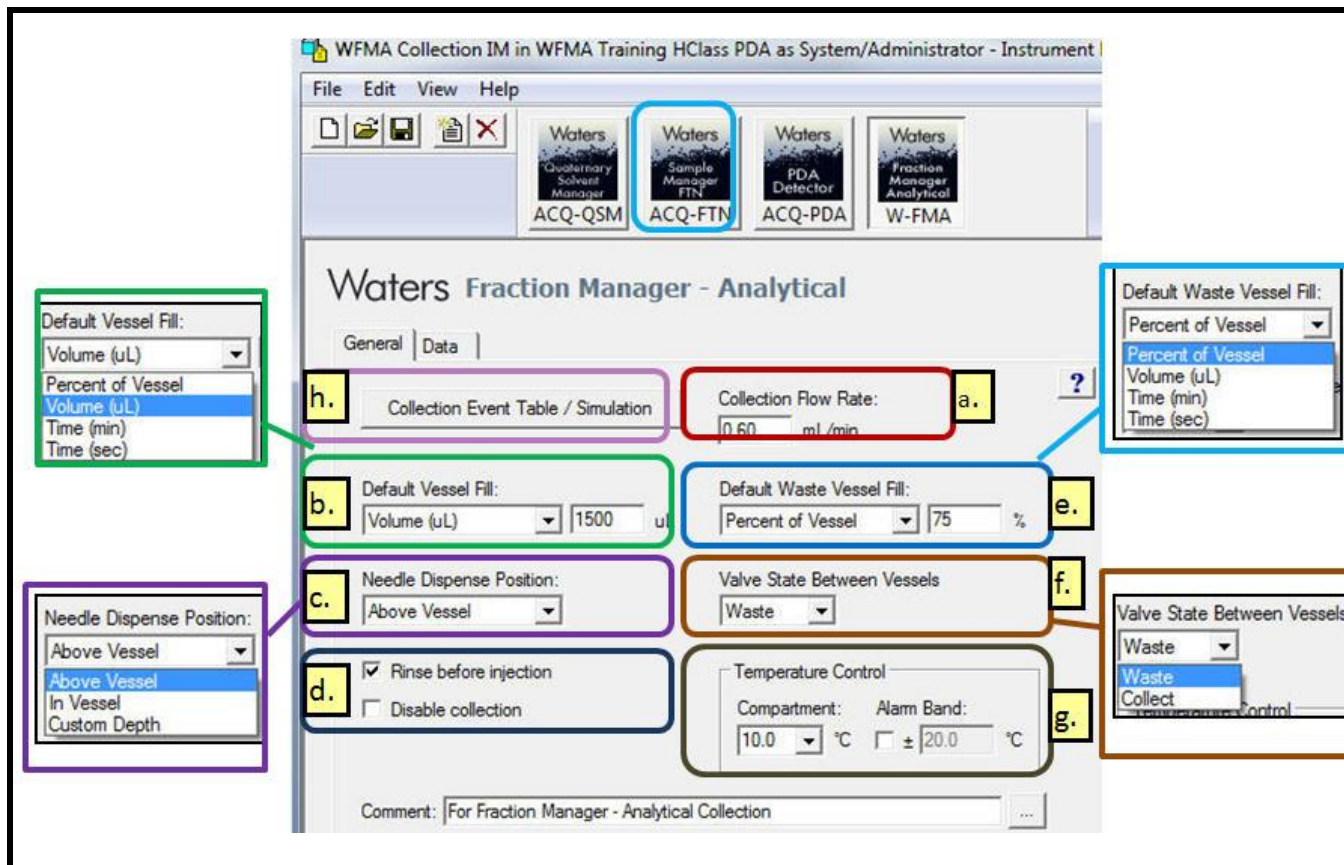 WFMA Collection IM in WFMA Training HClass PDA as System/Administrator - Instrument
File Edit View Help
Waters
Quaternary
Solvent
Manager
ACQ-QSM
Waters
Sample
Manager
FTN
ACQ-FTN
Waters
PDA
Detector
ACQ-PDA
Waters
Fraction
Manager
Analytical
W-FMA
Waters Fraction Manager - Analytical
General Data
h. Collection Event Table / Simulation
Collection Flow Rate: a.
0.60 mL/min
?
b. Default Vessel Fill:
Volume (uL) 1500
Default Waste Vessel Fill: e.
Percent of Vessel 75 %
c. Needle Dispense Position:
Above Vessel
Valve State Between Vessels f.
Waste
d. Rinse before injection
Disable collection
Temperature Control g.
Compartment: Alarm Band:
10.0 °C ± 20.0 °C
Comment: For Fraction Manager - Analytical Collection ...
Default Vessel Fill:
Volume (uL)
Percent of Vessel
Volume (uL)
Time (min)
Time (sec)
Needle Dispense Position:
Above Vessel
Above Vessel
In Vessel
Custom Depth
Default Waste Vessel Fill:
Percent of Vessel
Percent of Vessel
Volume (uL)
Time (min)
Time (sec)
Valve State Between Vessels
Waste
Waste
Collect
Temperature Control